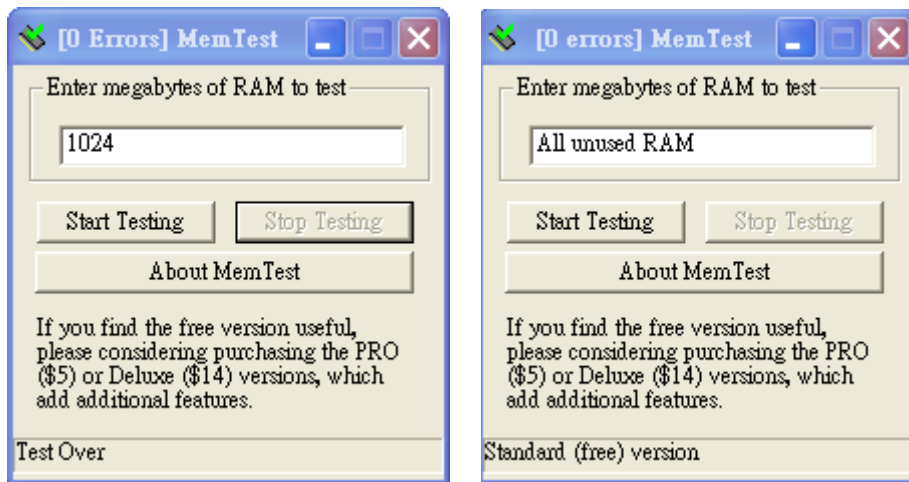 [0 Errors] MemTest
Enter megabytes of RAM to test
1024
Start Testing
Stop Testing
About MemTest
If you find the free version useful,
please considering purchasing the PRO
($5) or Deluxe ($14) versions, which
add additional features.
Test Over
[0 errors] MemTest
Enter megabytes of RAM to test
All unused RAM
Start Testing
Stop Testing
About MemTest
If you find the free version useful,
please considering purchasing the PRO
($5) or Deluxe ($14) versions, which
add additional features.
Standard (free) version